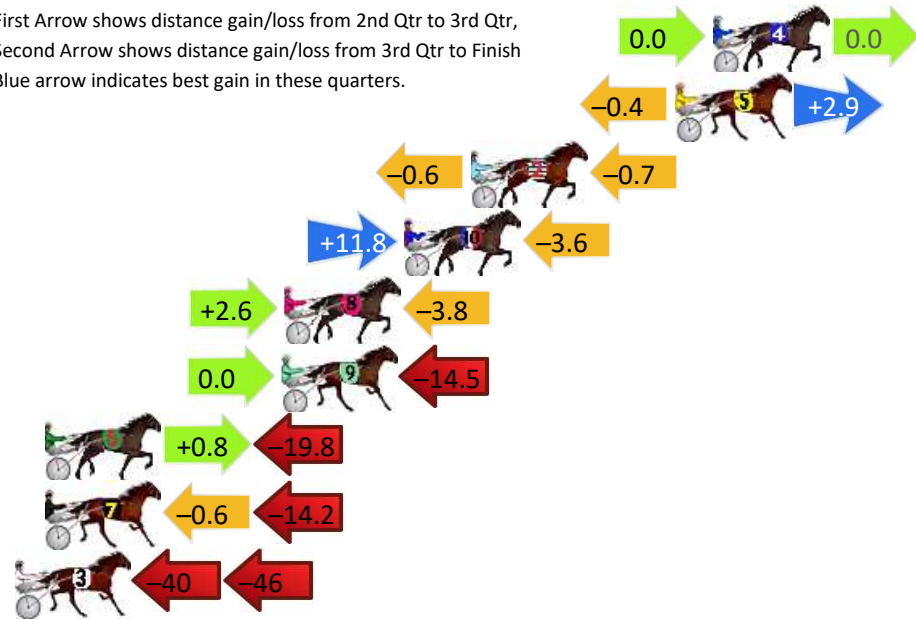 First Arrow shows distance gain/loss from 2nd Qtr to 3rd Qtr,
Second Arrow shows distance gain/loss from 3rd Qtr to Finish
Blue arrow indicates best gain in these quarters.
0.0 4 0.0
–0.4 5 +2.9
–0.6 2 –0.7
+11.8 10 –3.6
+2.6 8 –3.8
0.0 9 –14.5
6 +0.8 –19.8
7 –0.6 –14.2
3 –40 –46